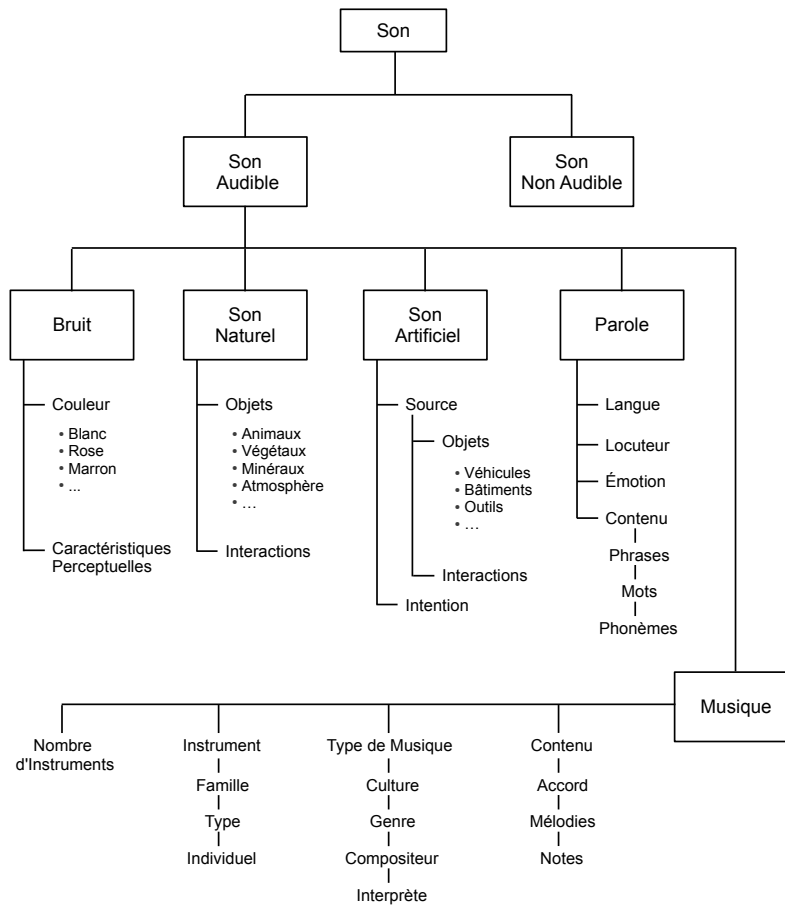 Son
Son
Audible
Son
Non Audible
Bruit
Son
Naturel
Son
Artificiel
Parole
Couleur
• Blanc
• Rose
• Marron
• ...
Caractéristiques
Perceptuelles
Objets
• Animaux
• Végétaux
• Minéraux
• Atmosphère
• …
Interactions
Source
Objets
• Véhicules
• Bâtiments
• Outils
• …
Interactions
Intention
Langue
Locuteur
Émotion
Contenu
Phrases
Mots
Phonèmes
Musique
Nombre
d'Instruments
Instrument
Famille
Type
Individuel
Type de Musique
Culture
Genre
Compositeur
Interprète
Contenu
Accord
Mélodies
Notes